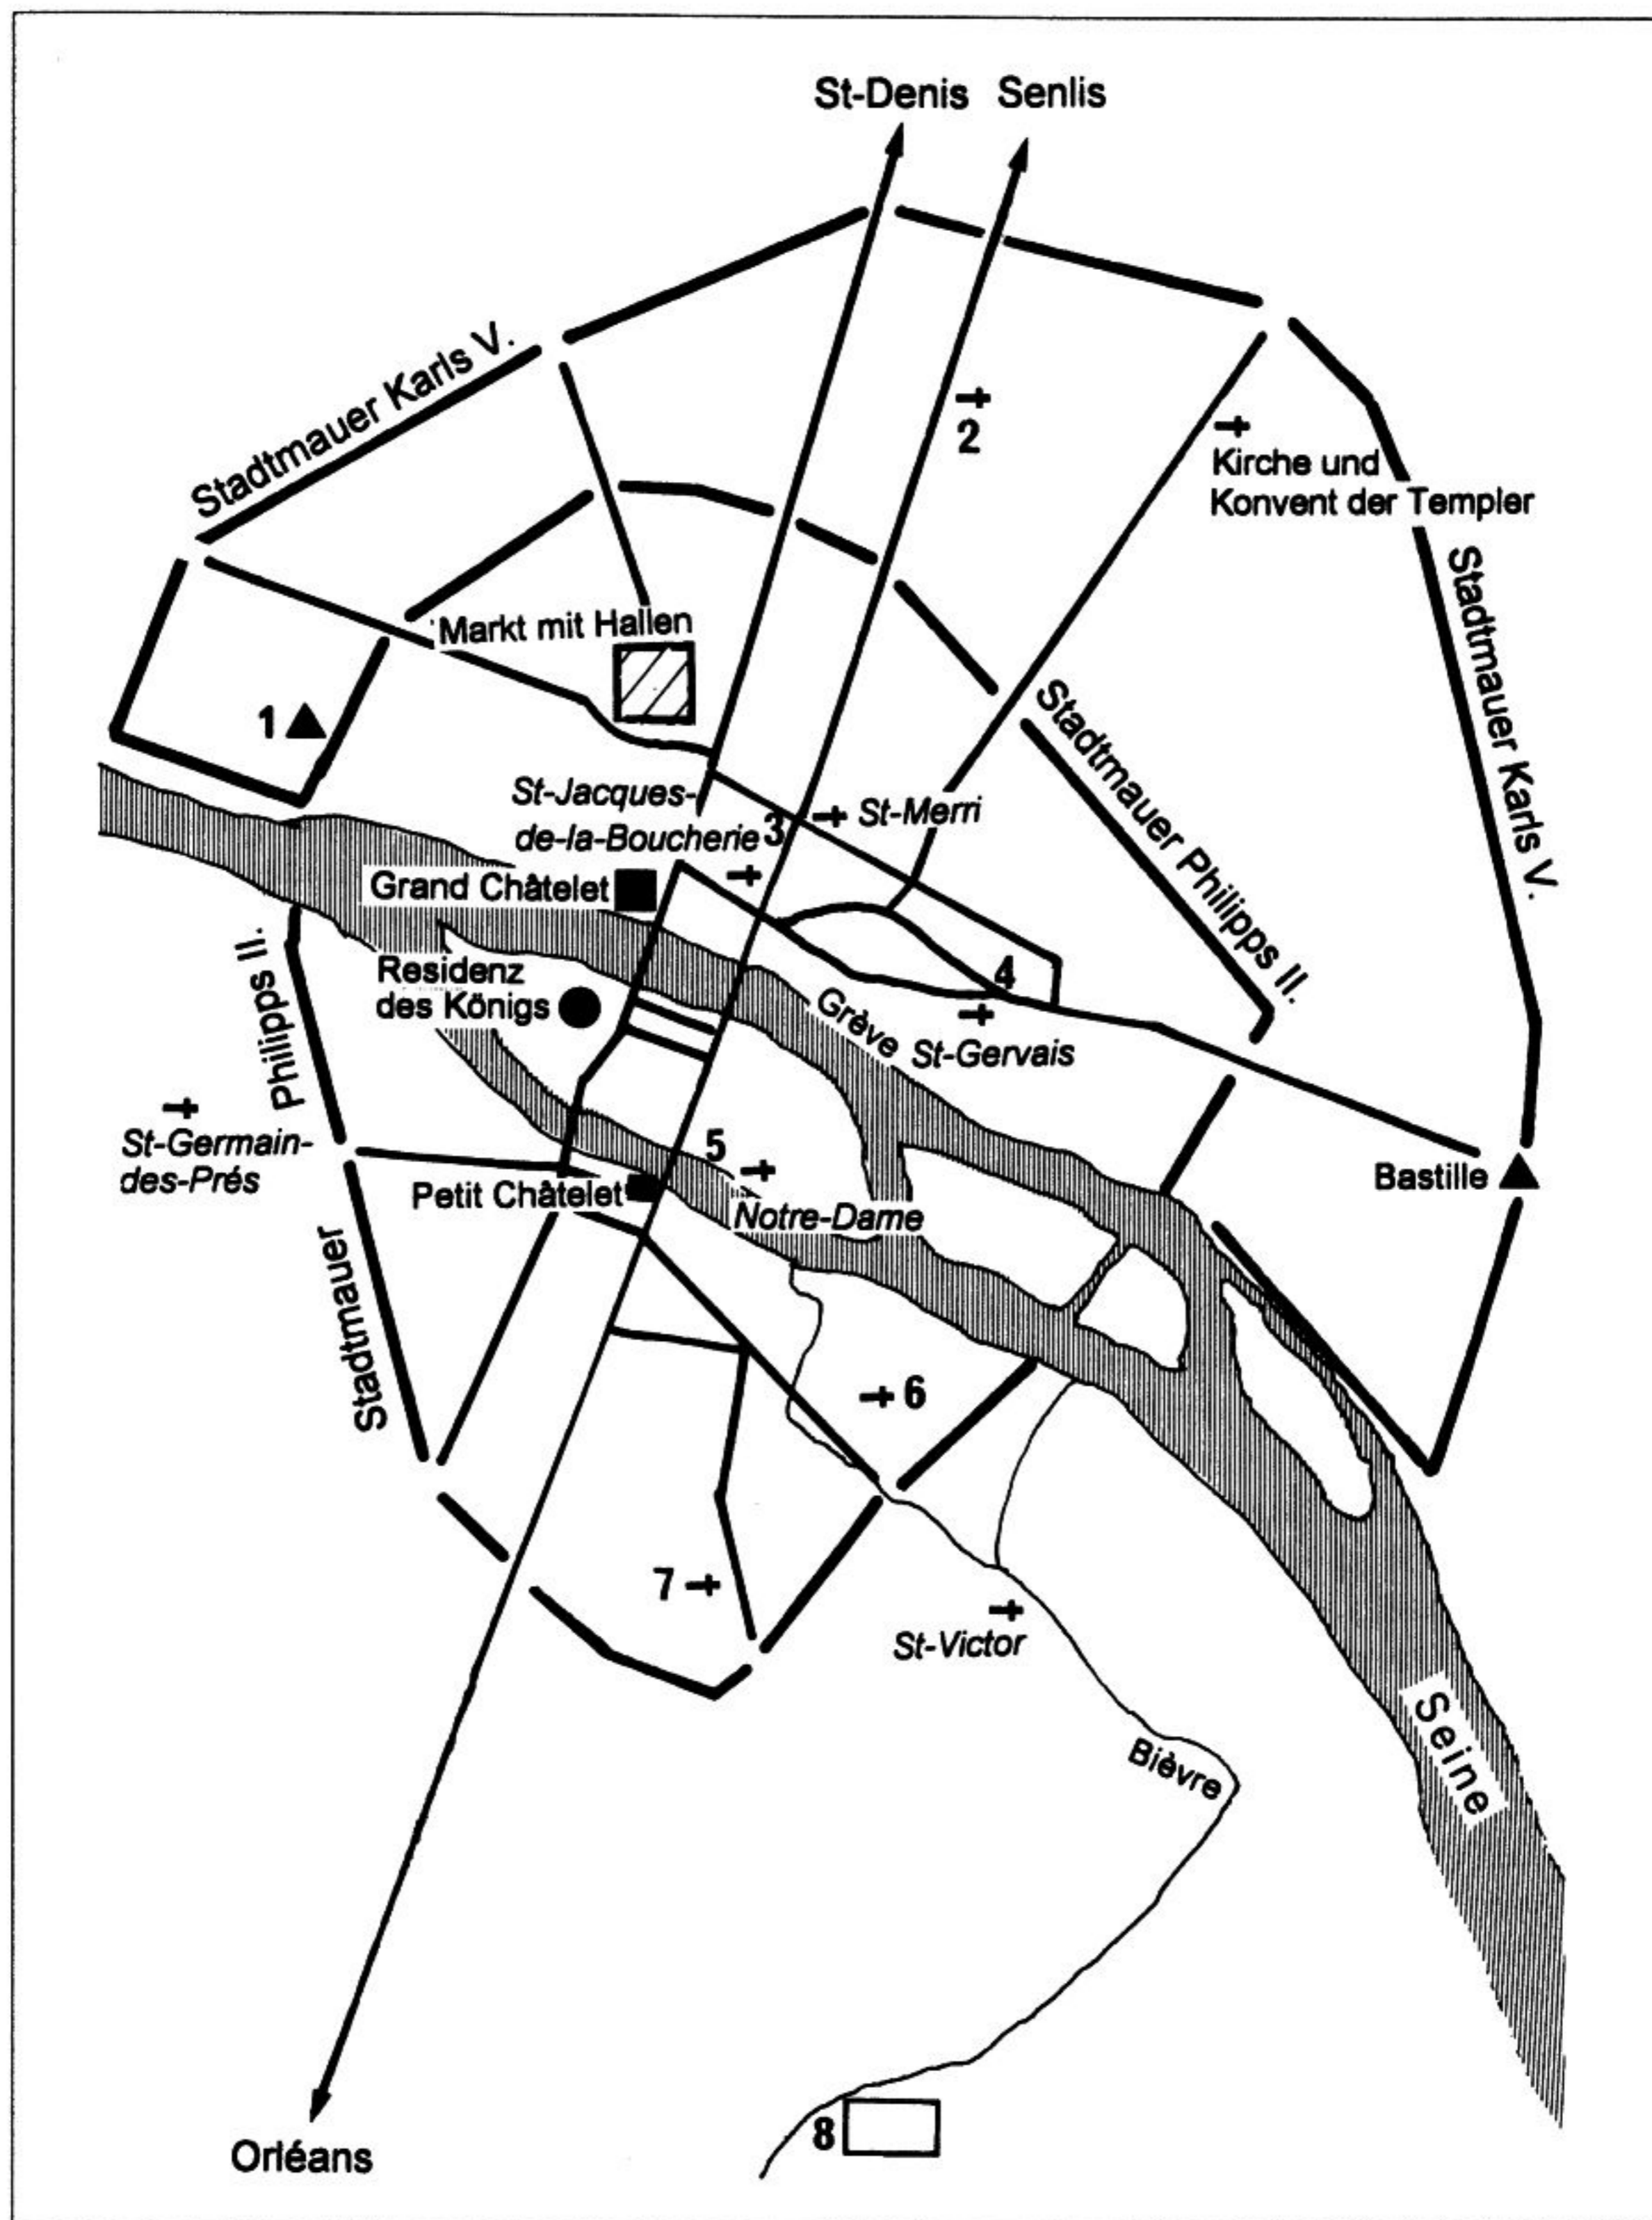 St-Denis Senlis
Stadtmauer Karls V.
2
Kirche und
Konvent der Templer
Stadtmauer Karls V.
Markt mit Hallen
1
Stadtmauer Philipps II.
St-Jacques-
de-la-Boucherie
3
St-Merri
Grand Châtelet
Residenz
des Königs
4
Grève
St-Gervais
Stadtmauer
Philipps II.
St-Germain-
des-Prés
5
Bastille
Petit Châtelet
Notre-Dame
6
7
St-Victor
Seine
Bièvre
8
Orléans